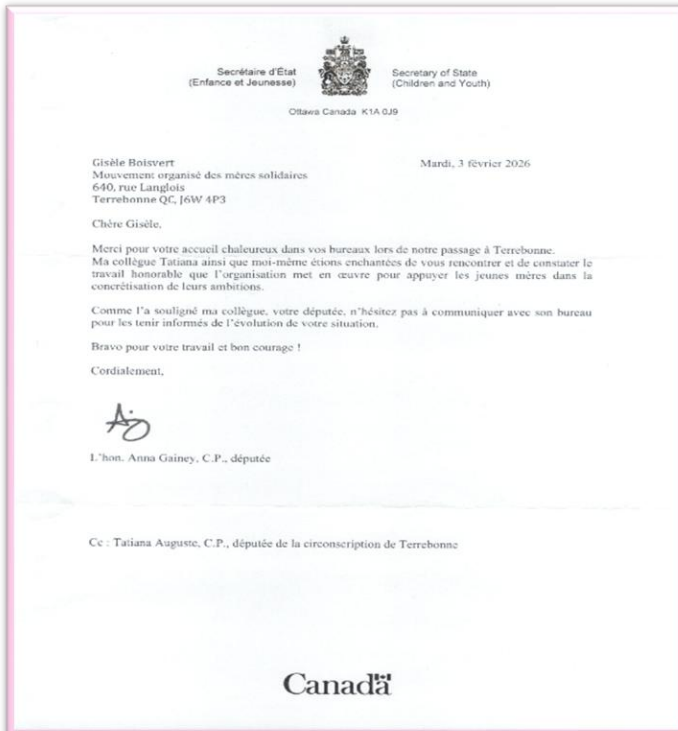 Secrétaire d'État
(Enfance et Jeunesse)
Secretary of State
(Children and Youth)
Ottawa Canada K1A 0J9
Gisèle Boisvert
Mardi, 3 février 2026
Mouvement organisé des mères solidaires
640, rue Langlois
Terrebonne QC, J6W 4P3
Chère Gisèle,
Merci pour votre accueil chaleureux dans vos bureaux lors de notre passage à Terrebonne.
Ma collègue Tatiana ainsi que moi-même étions enchantées de vous rencontrer et de constater le
travail honorable que l'organisation met en œuvre pour appuyer les jeunes mères dans la
concrétisation de leurs ambitions.
Comme l'a souligné ma collègue, votre députée, n'hésitez pas à communiquer avec son bureau
pour les tenir informés de l'évolution de votre situation.
Bravo pour votre travail et bon courage !
Cordialement,
L'hon. Anna Gainey, C.P., députée
Cc : Tatiana Auguste, C.P., députée de la circonscription de Terrebonne
Canada